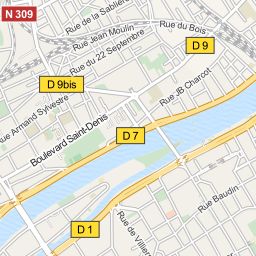 N 309
Rue de la Sablière
Rue Jean Moulin
Rue du Bois
Rue du 22 Septembre
D 9
D 9bis
Rue JB Charcot
Rue Armand Sylvestre
Boulevard Saint-Denis
D 7
Rue Baudin
D 1
Rue de Villiers